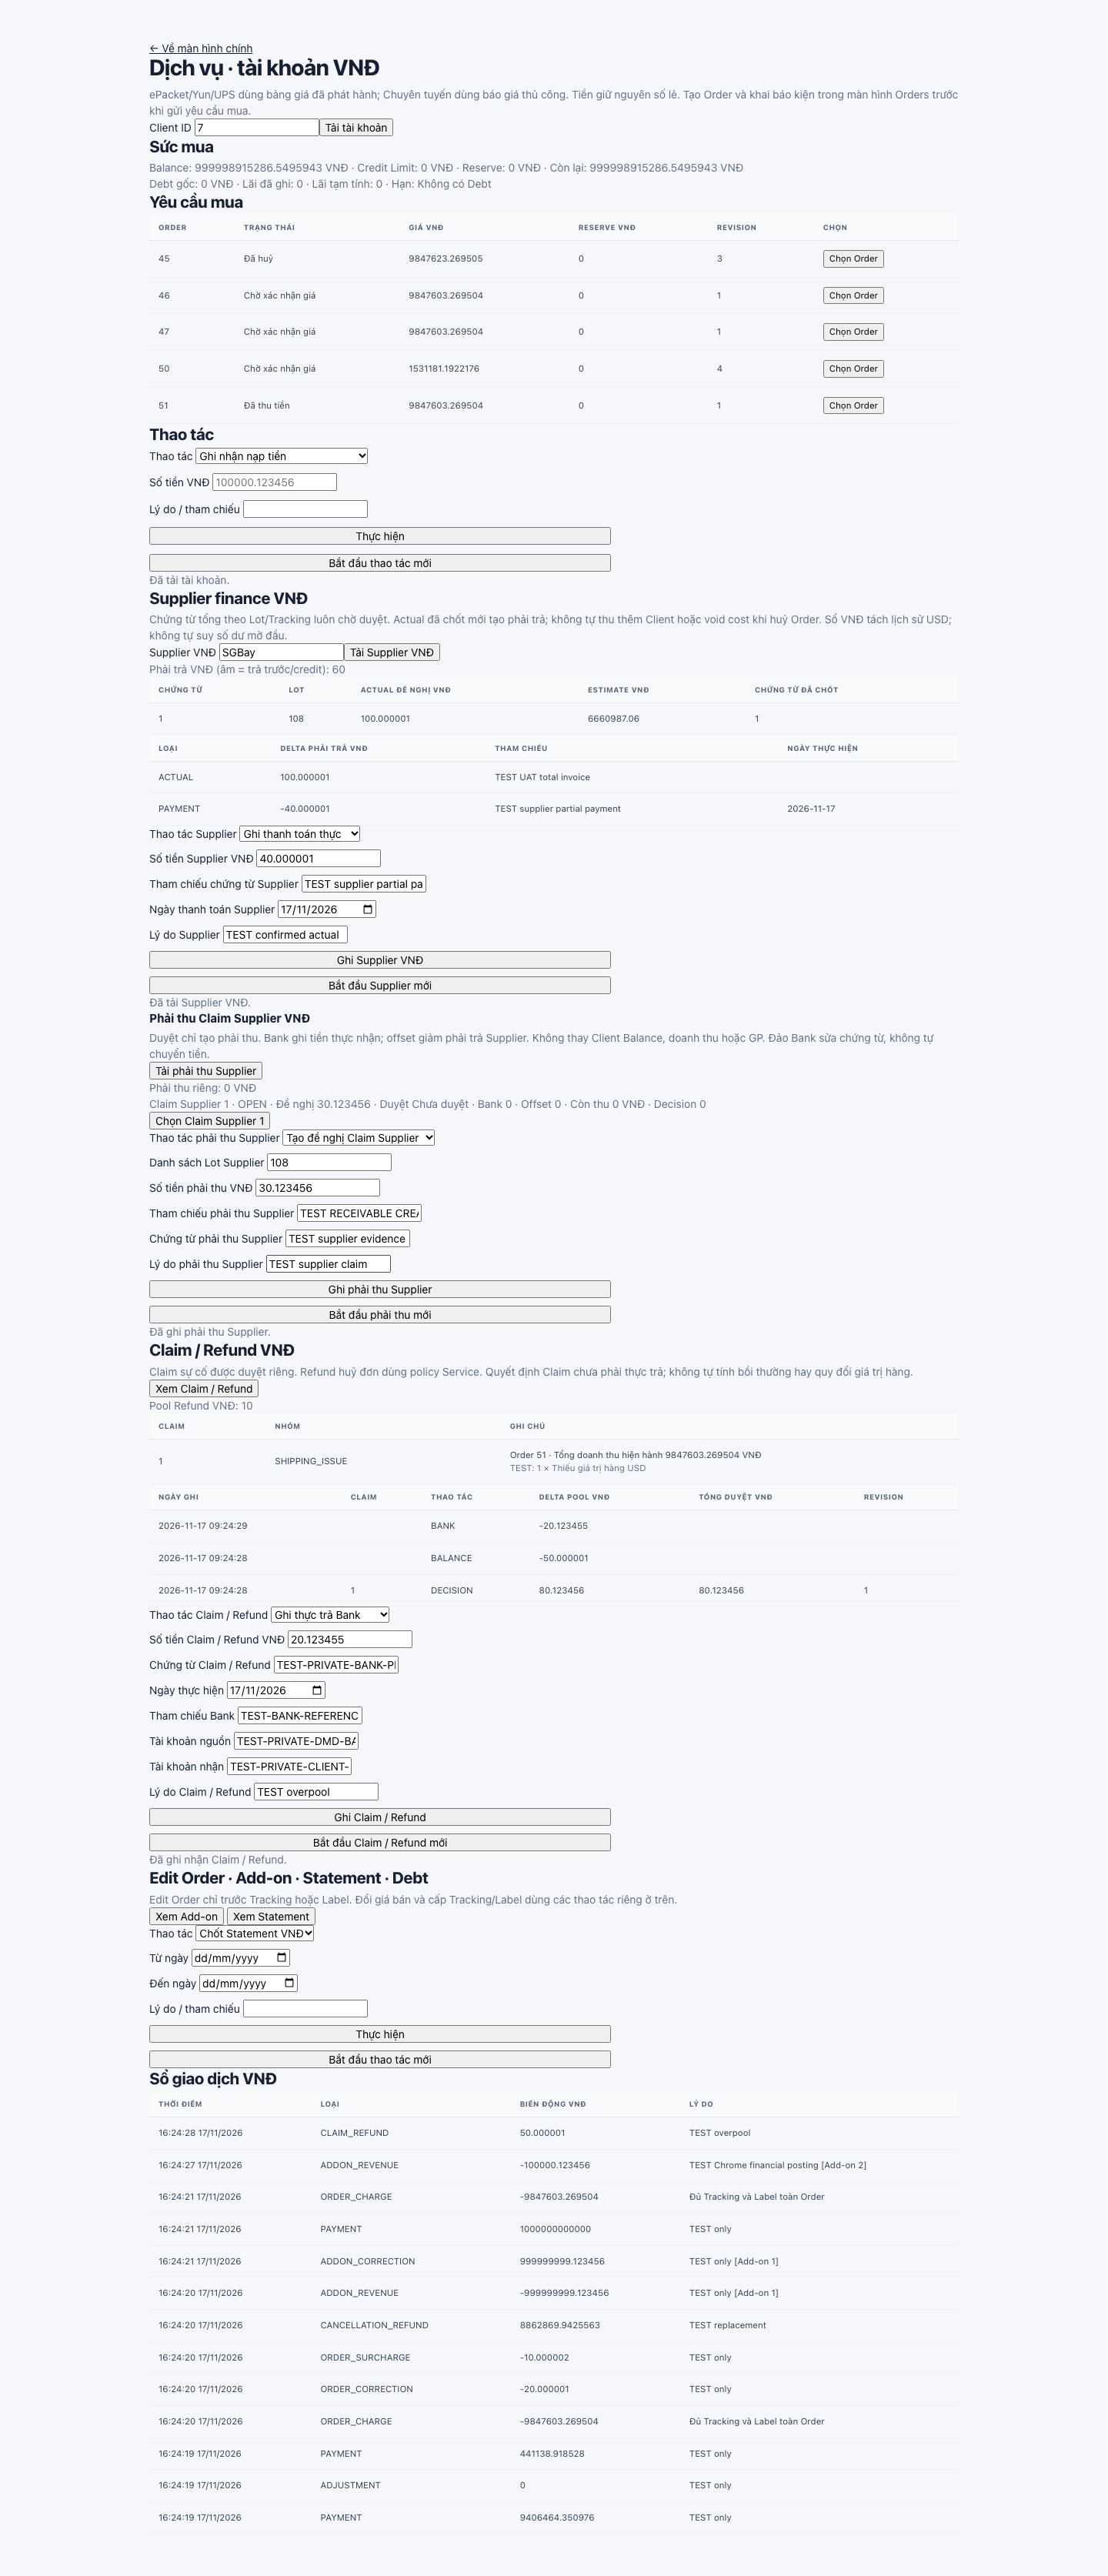 ← Về màn hình chính
Dịch vụ · tài khoản VNĐ
ePacket/Yun/UPS dùng bảng giá đã phát hành; Chuyên tuyến dùng báo giá thủ công. Tiền giữ nguyên số lẻ. Tạo Order và khai báo kiện trong màn hình Orders trước
khi gửi yêu cầu mua.
Client ID 7 Tải tài khoản
Sức mua
Balance: 999998915286.5495943 VNĐ · Credit Limit: 0 VNĐ · Reserve: 0 VNĐ · Còn lại: 999998915286.5495943 VNĐ
Debt gốc: 0 VNĐ · Lãi đã ghi: 0 · Lãi tạm tính: 0 · Hạn: Không có Debt
Yêu cầu mua
ORDER TRẠNG THÁI GIÁ VNĐ RESERVE VNĐ REVISION CHỌN
45 Đã huỷ 9847623.269505 0 3 Chọn Order
46 Chờ xác nhận giá 9847603.269504 0 1 Chọn Order
47 Chờ xác nhận giá 9847603.269504 0 1 Chọn Order
50 Chờ xác nhận giá 1531181.1922176 0 4 Chọn Order
51 Đã thu tiền 9847603.269504 0 1 Chọn Order
Thao tác
Thao tác Ghi nhận nạp tiền
Số tiền VNĐ 100000.123456
Lý do / tham chiếu
Thực hiện
Bắt đầu thao tác mới
Đã tải tài khoản.
Supplier finance VNĐ
Chứng từ tổng theo Lot/Tracking luôn chờ duyệt. Actual đã chốt mới tạo phải trả; không tự thu thêm Client hoặc void cost khi huỷ Order. Sổ VNĐ tách lịch sử USD;
không tự suy số dư mở đầu.
Supplier VNĐ SGBay Tải Supplier VNĐ
Phải trả VNĐ (âm = trả trước/credit): 60
CHỨNG TỪ LOT ACTUAL ĐỀ NGHỊ VNĐ ESTIMATE VNĐ CHỨNG TỪ ĐÃ CHỐT
1 108 100.000001 6660987.06 1
LOẠI DELTA PHẢI TRẢ VNĐ THAM CHIẾU NGÀY THỰC HIỆN
ACTUAL 100.000001 TEST UAT total invoice
PAYMENT -40.000001 TEST supplier partial payment 2026-11-17
Thao tác Supplier Ghi thanh toán thực
Số tiền Supplier VNĐ 40.000001
Tham chiếu chứng từ Supplier TEST supplier partial pa
Ngày thanh toán Supplier 17/11/2026
Lý do Supplier TEST confirmed actual
Ghi Supplier VNĐ
Bắt đầu Supplier mới
Đã tải Supplier VNĐ.
Phải thu Claim Supplier VNĐ
Duyệt chỉ tạo phải thu. Bank ghi tiền thực nhận; offset giảm phải trả Supplier. Không thay Client Balance, doanh thu hoặc GP. Đảo Bank sửa chứng từ, không tự
chuyển tiền.
Tải phải thu Supplier
Phải thu riêng: 0 VNĐ
Claim Supplier 1 · OPEN · Đề nghị 30.123456 · Duyệt Chưa duyệt · Bank 0 · Offset 0 · Còn thu 0 VNĐ · Decision 0
Chọn Claim Supplier 1
Thao tác phải thu Supplier Tạo đề nghị Claim Supplier
Danh sách Lot Supplier 108
Số tiền phải thu VNĐ 30.123456
Tham chiếu phải thu Supplier TEST RECEIVABLE CREA
Chứng từ phải thu Supplier TEST supplier evidence
Lý do phải thu Supplier TEST supplier claim
Ghi phải thu Supplier
Bắt đầu phải thu mới
Đã ghi phải thu Supplier.
Claim / Refund VNĐ
Claim sự cố được duyệt riêng. Refund huỷ đơn dùng policy Service. Quyết định Claim chưa phải thực trả; không tự tính bồi thường hay quy đổi giá trị hàng.
Xem Claim / Refund
Pool Refund VNĐ: 10
CLAIM NHÓM GHI CHÚ
1 SHIPPING_ISSUE Order 51 · Tổng doanh thu hiện hành 9847603.269504 VNĐ
TEST: 1 × Thiếu giá trị hàng USD
NGÀY GHI CLAIM THAO TÁC DELTA POOL VNĐ TỔNG DUYỆT VNĐ REVISION
2026-11-17 09:24:29 BANK -20.123455
2026-11-17 09:24:28 BALANCE -50.000001
2026-11-17 09:24:28 1 DECISION 80.123456 80.123456 1
Thao tác Claim / Refund Ghi thực trả Bank
Số tiền Claim / Refund VNĐ 20.123455
Chứng từ Claim / Refund TEST-PRIVATE-BANK-P
Ngày thực hiện 17/11/2026
Tham chiếu Bank TEST-BANK-REFERENC
Tài khoản nguồn TEST-PRIVATE-DMD-BA
Tài khoản nhận TEST-PRIVATE-CLIENT-
Lý do Claim / Refund TEST overpool
Ghi Claim / Refund
Bắt đầu Claim / Refund mới
Đã ghi nhận Claim / Refund.
Edit Order · Add-on · Statement · Debt
Edit Order chỉ trước Tracking hoặc Label. Đổi giá bán và cấp Tracking/Label dùng các thao tác riêng ở trên.
Xem Add-on Xem Statement
Thao tác Chốt Statement VNĐ
Từ ngày dd/mm/yyyy
Đến ngày dd/mm/yyyy
Lý do / tham chiếu
Thực hiện
Bắt đầu thao tác mới
Sổ giao dịch VNĐ
THỜI ĐIỂM LOẠI BIẾN ĐỘNG VNĐ LÝ DO
16:24:28 17/11/2026 CLAIM_REFUND 50.000001 TEST overpool
16:24:27 17/11/2026 ADDON_REVENUE -100000.123456 TEST Chrome financial posting [Add-on 2]
16:24:21 17/11/2026 ORDER_CHARGE -9847603.269504 Đủ Tracking và Label toàn Order
16:24:21 17/11/2026 PAYMENT 1000000000000 TEST only
16:24:21 17/11/2026 ADDON_CORRECTION 999999999.123456 TEST only [Add-on 1]
16:24:20 17/11/2026 ADDON_REVENUE -999999999.123456 TEST only [Add-on 1]
16:24:20 17/11/2026 CANCELLATION_REFUND 8862869.9425563 TEST replacement
16:24:20 17/11/2026 ORDER_SURCHARGE -10.000002 TEST only
16:24:20 17/11/2026 ORDER_CORRECTION -20.000001 TEST only
16:24:20 17/11/2026 ORDER_CHARGE -9847603.269504 Đủ Tracking và Label toàn Order
16:24:19 17/11/2026 PAYMENT 441138.918528 TEST only
16:24:19 17/11/2026 ADJUSTMENT 0 TEST only
16:24:19 17/11/2026 PAYMENT 9406464.350976 TEST only